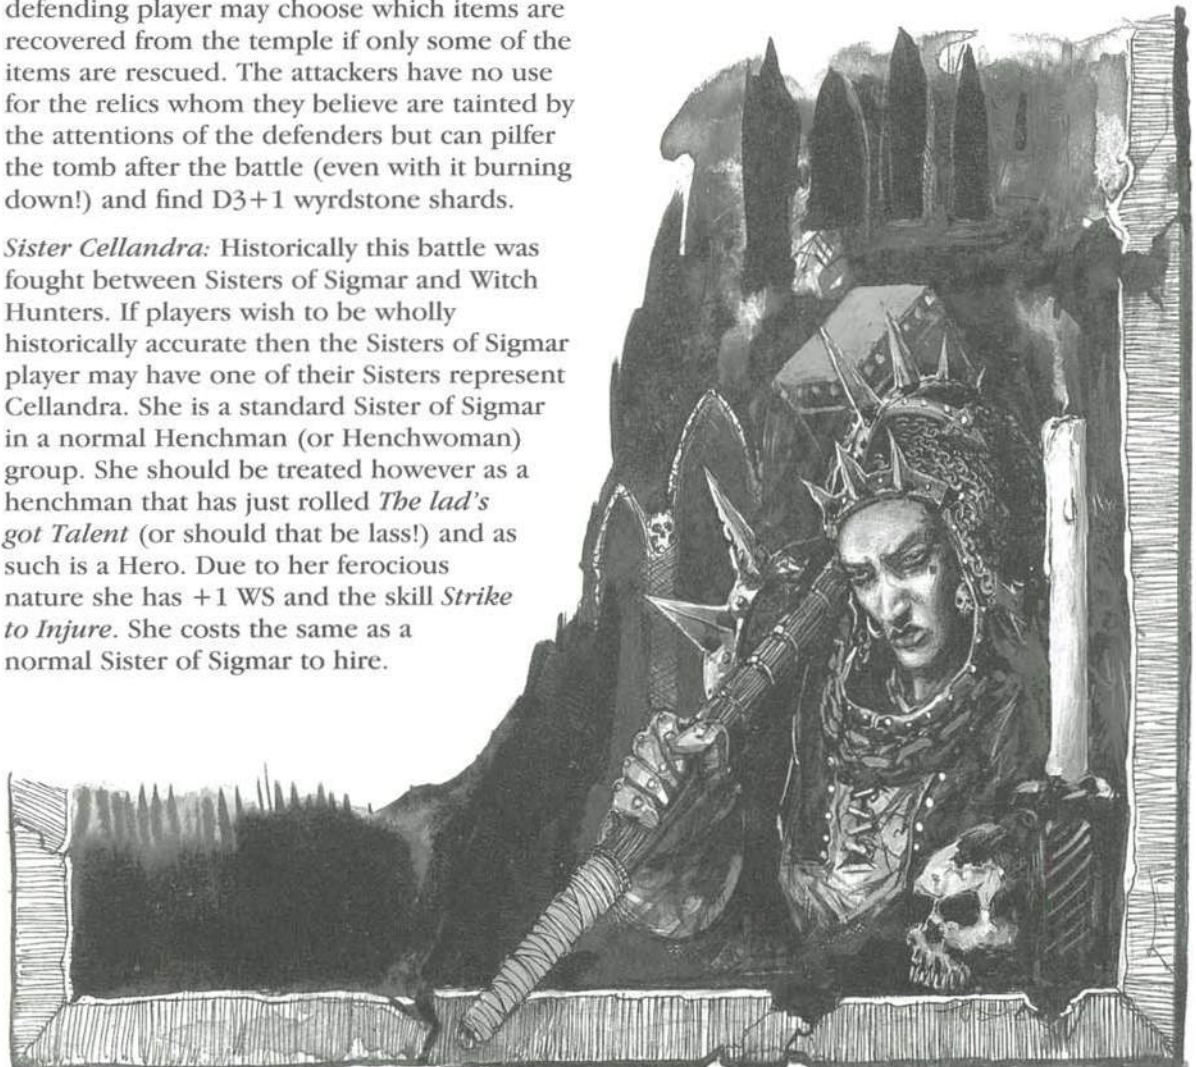 defending player may choose which items are
recovered from the temple if only some of the
items are rescued. The attackers have no use
for the relics whom they believe are tainted by
the attentions of the defenders but can pilfer
the tomb after the battle (even with it burning
down!) and find D3+1 wyrdstone shards.
Sister Cellandra: Historically this battle was
fought between Sisters of Sigmar and Witch
Hunters. If players wish to be wholly
historically accurate then the Sisters of Sigmar
player may have one of their Sisters represent
Cellandra. She is a standard Sister of Sigmar
in a normal Henchman (or Henchwoman)
group. She should be treated however as a
henchman that has just rolled The lad's
got Talent (or should that be lass!) and as
such is a Hero. Due to her ferocious
nature she has +1 WS and the skill Strike
to Injure. She costs the same as a
normal Sister of Sigmar to hire.